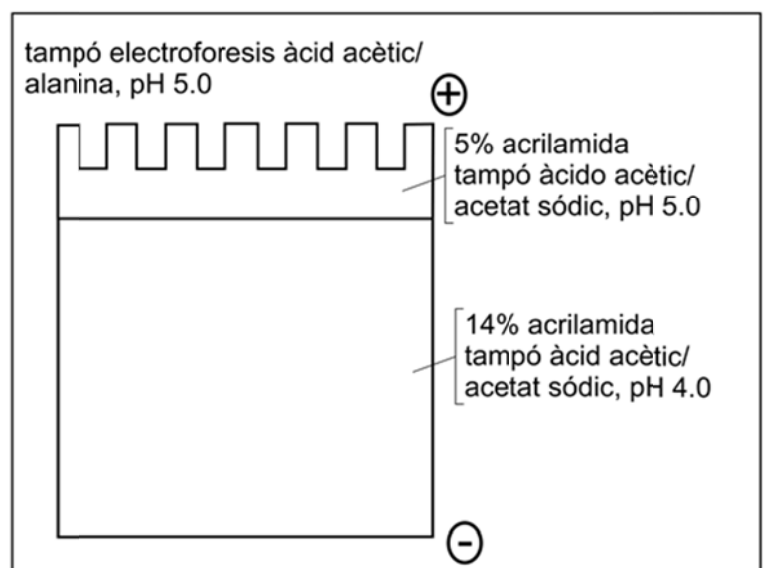 tampó electroforesis àcid acètic/
alanina, pH 5.0
+
5% acrilamida
tampó àcido acètic/
acetat sódic, pH 5.0
14% acrilamida
tampó àcid acètic/
acetat sódic, pH 4.0
-